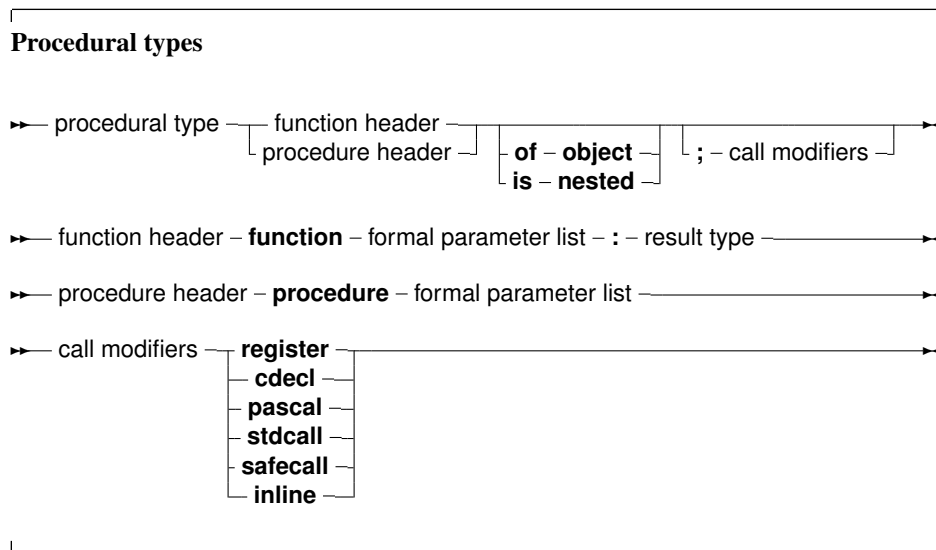 Procedural types
procedural type – function header
procedure header – of – object – ; – call modifiers
is – nested
function header – function – formal parameter list – : – result type
procedure header – procedure – formal parameter list
call modifiers – register
cdecl
pascal
stdcall
safecall
inline